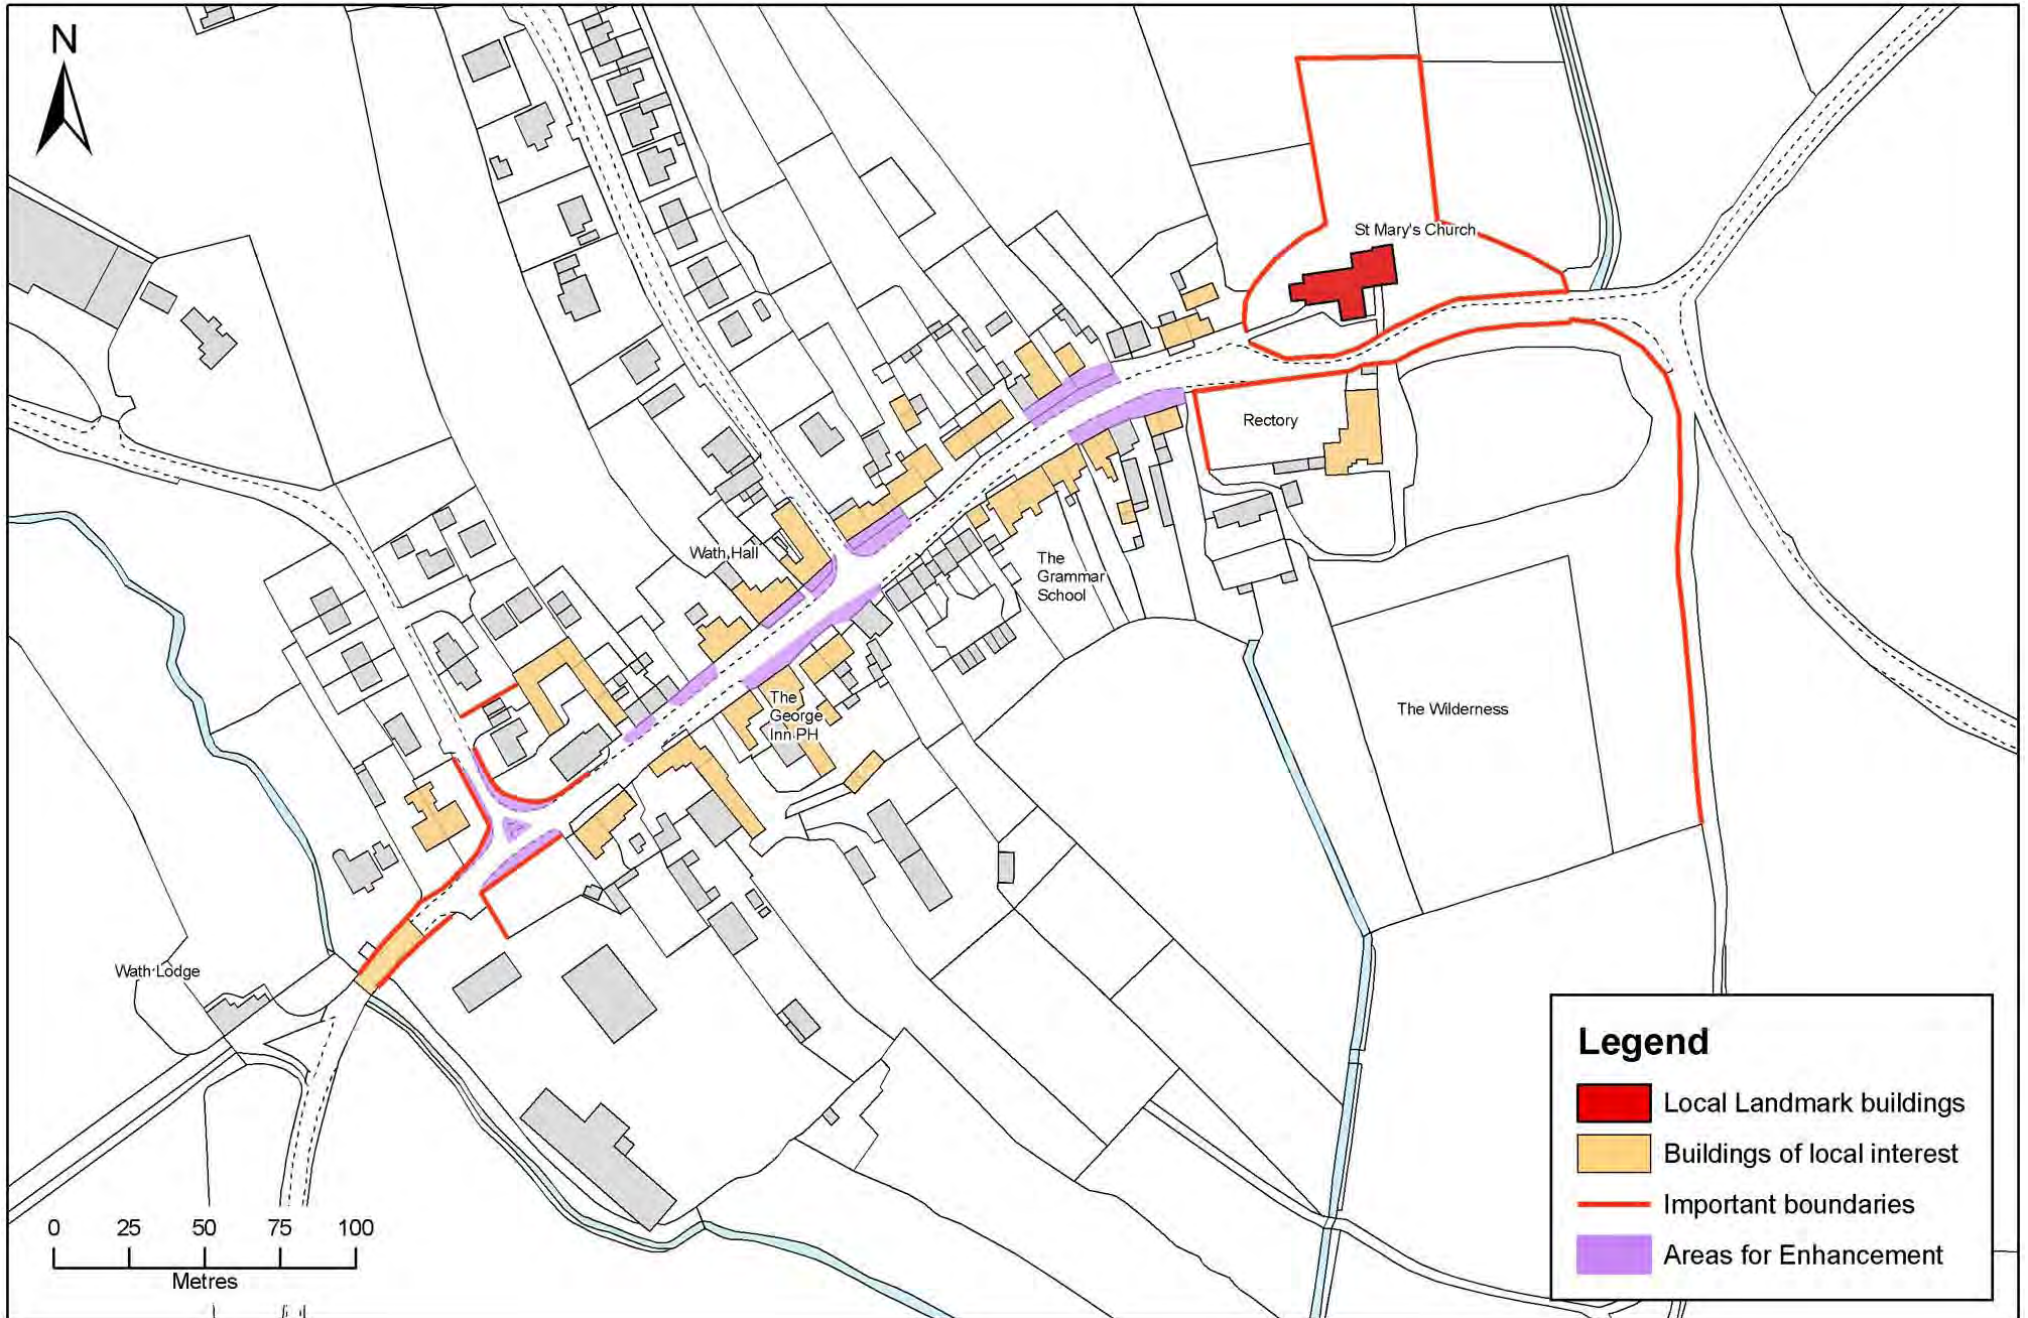 N
St Mary's Church
Rectory
Wath Hall
The
Grammar
School
The
George
Inn PH
The Wilderness
Wath Lodge
0 25 50 75 100
Metres
Legend
Local Landmark buildings
Buildings of local interest
Important boundaries
Areas for Enhancement